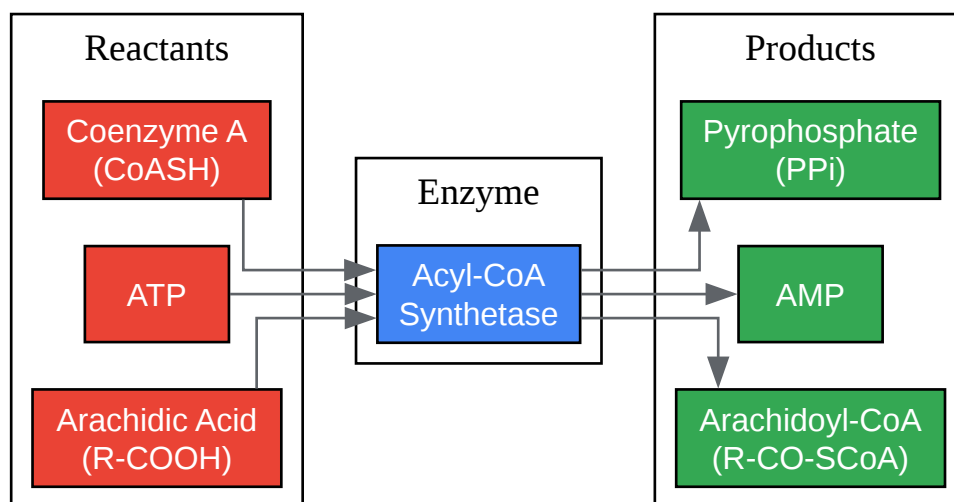 Reactants
Coenzyme A
(CoASH)
ATP
Arachidic Acid
(R-COOH)
Enzyme
Acyl-CoA
Synthetase
Products
Pyrophosphate
(PPi)
AMP
Arachidoyl-CoA
(R-CO-SCoA)